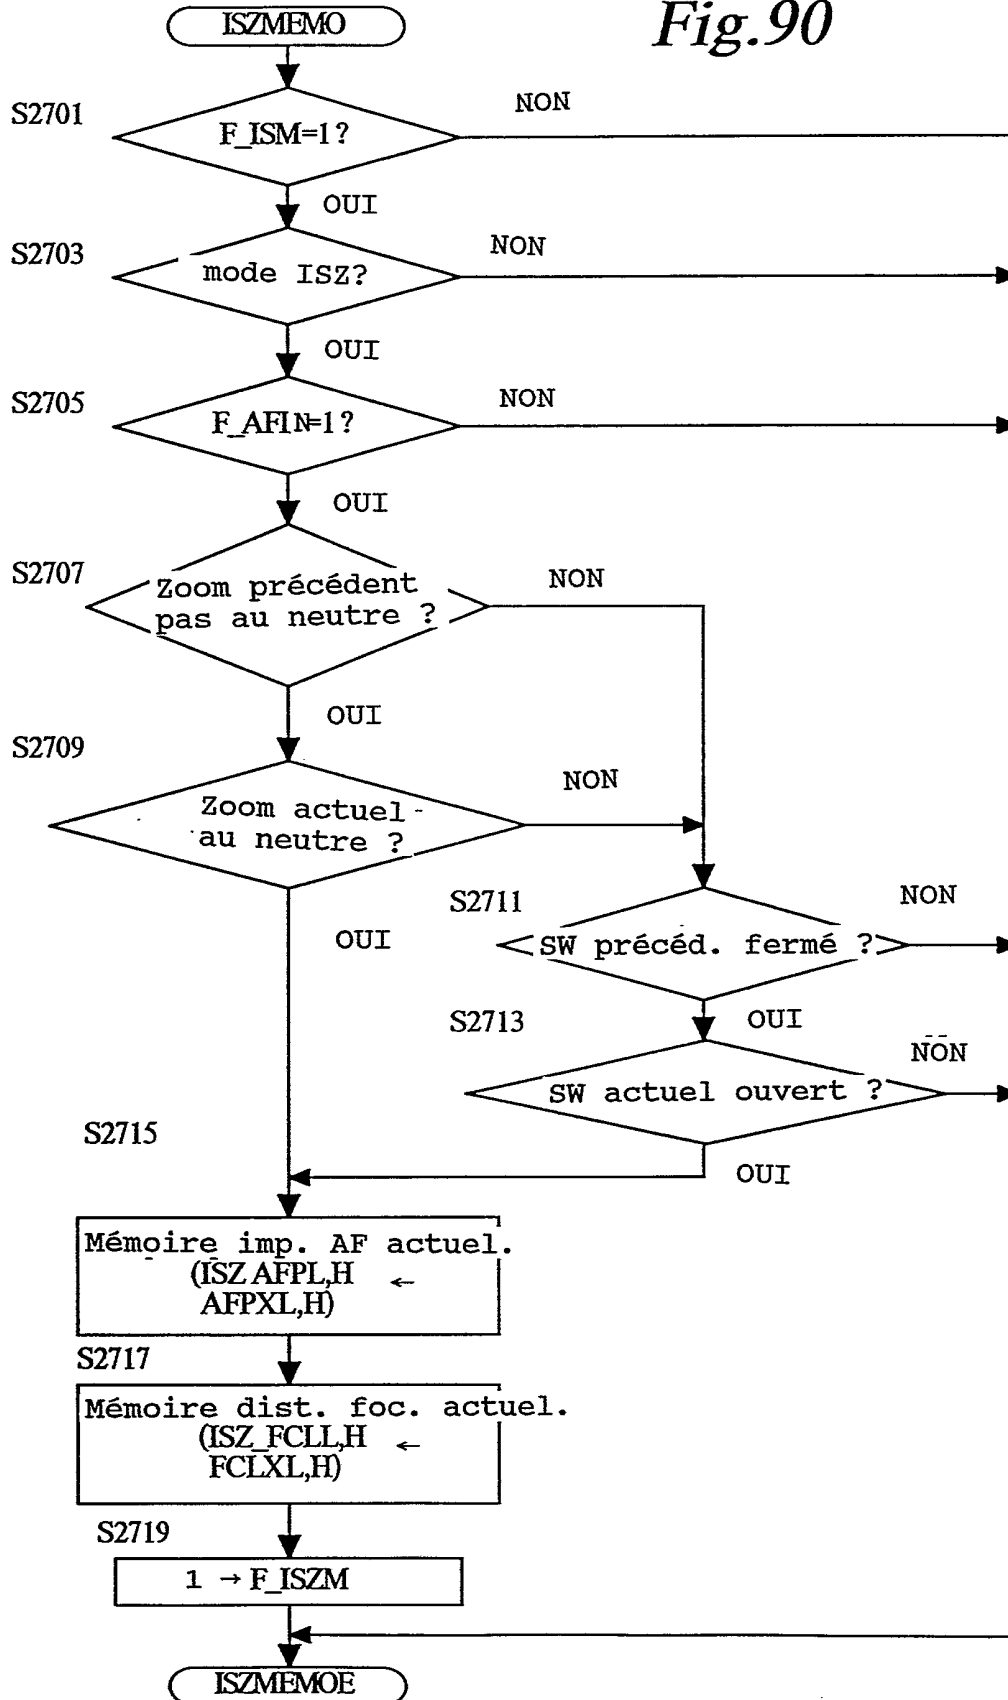 Fig.90
ISZMEMO
S2701
F_ISM=1?
NON
OUI
S2703
mode ISZ?
NON
OUI
S2705
F_AFIN=1?
NON
OUI
S2707
Zoom précédent
pas au neutre ?
NON
OUI
S2709
Zoom actuel
au neutre ?
NON
OUI
S2711
SW précéd. fermé ?
NON
OUI
S2713
SW actuel ouvert ?
NON
OUI
S2715
Mémoire imp. AF actuel.
(ISZ AFPL,H ←
AFPXL,H)
S2717
Mémoire dist. foc. actuel.
(ISZ_FCLL,H ←
FCLXL,H)
S2719
1 → F_ISZM
ISZMEMOE